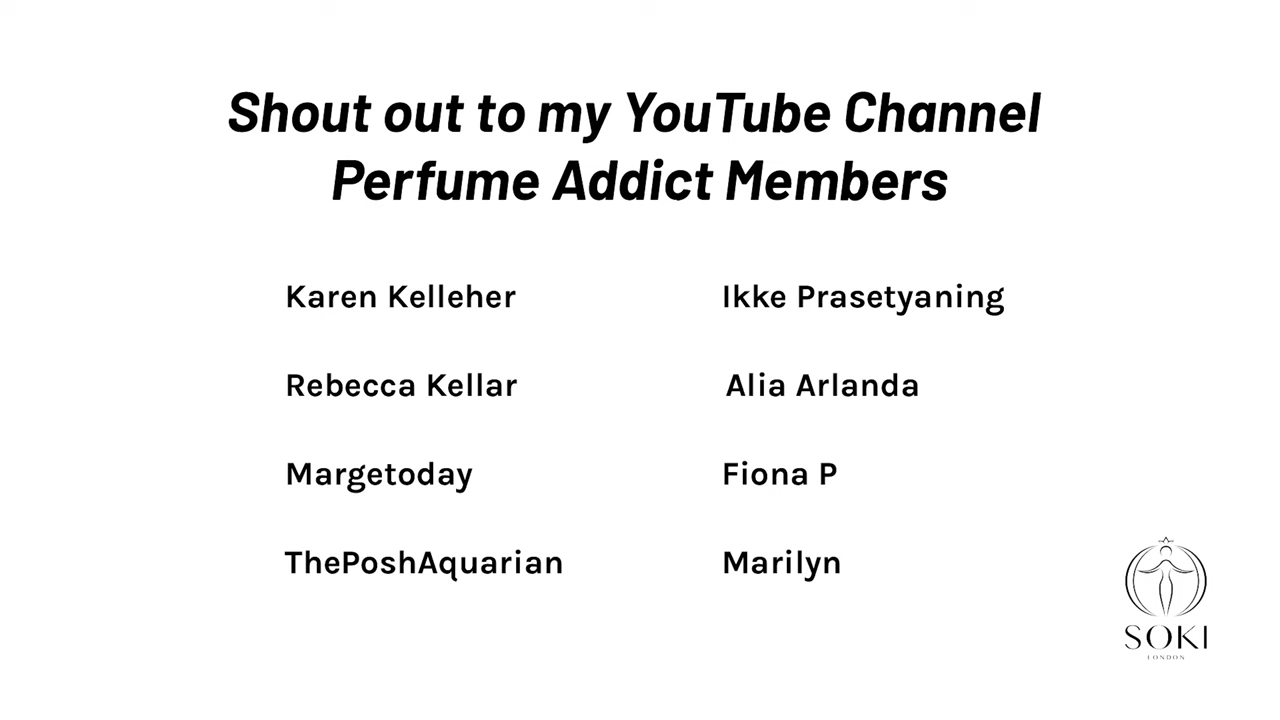 Shout out to my YouTube Channel
Perfume Addict Members
Karen Kelleher
Rebecca Kellar
Margetoday
ThePoshAquarian
Ikke Prasetyaning
Alia Arlanda
Fiona P
Marilyn
SOKI
LONDON